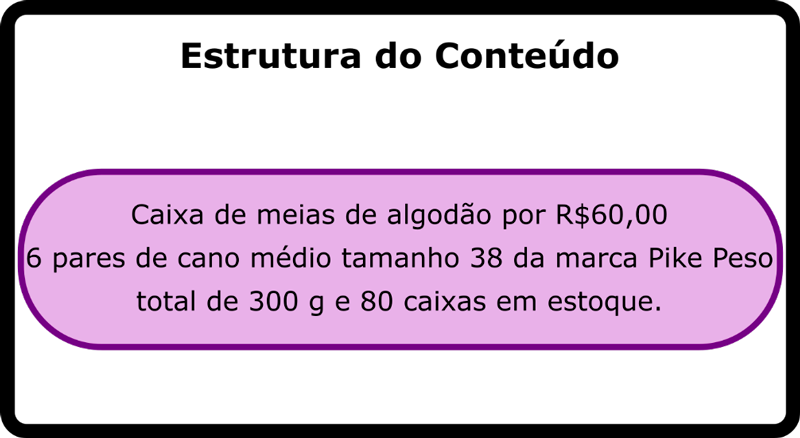 Estrutura do Conteúdo
Caixa de meias de algodão por R$60,00
6 pares de cano médio tamanho 38 da marca Pike Peso
total de 300 g e 80 caixas em estoque.